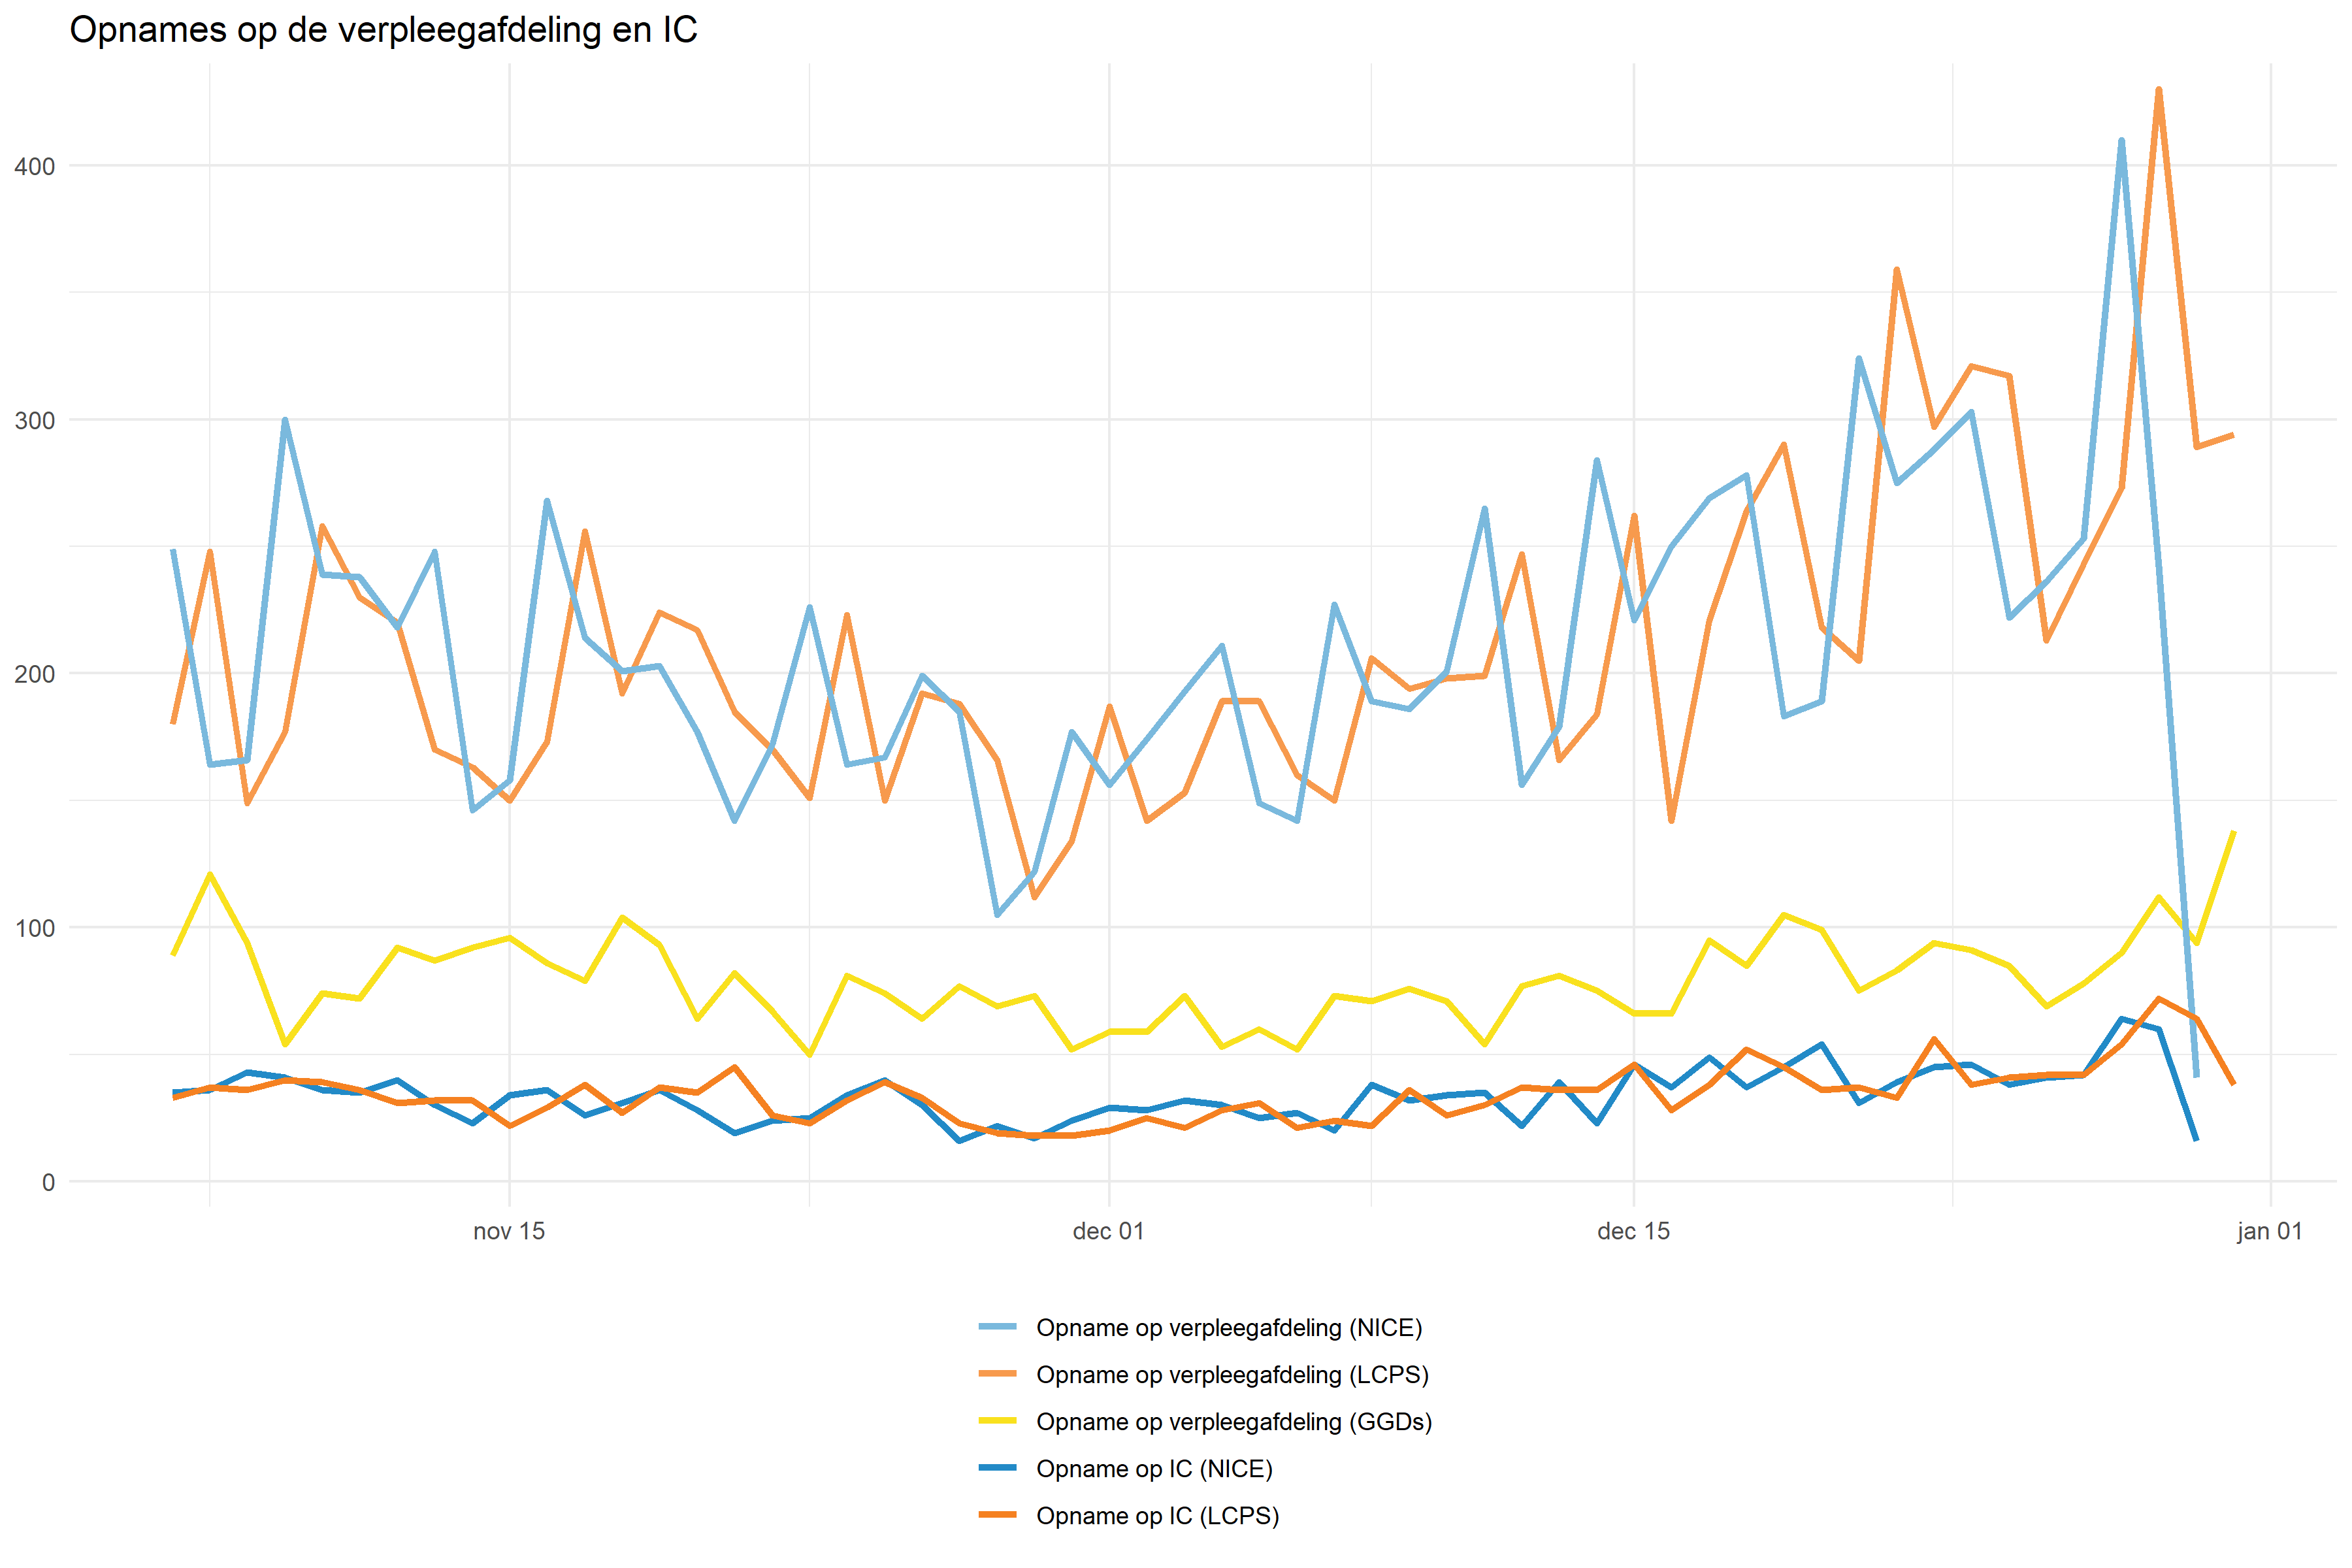 Opnames op de verpleegafdeling en IC
400
300
200
100
0
nov 15 dec 01 dec 15 jan 01
Opname op verpleegafdeling (NICE)
Opname op verpleegafdeling (LCPS)
Opname op verpleegafdeling (GGDs)
Opname op IC (NICE)
Opname op IC (LCPS)